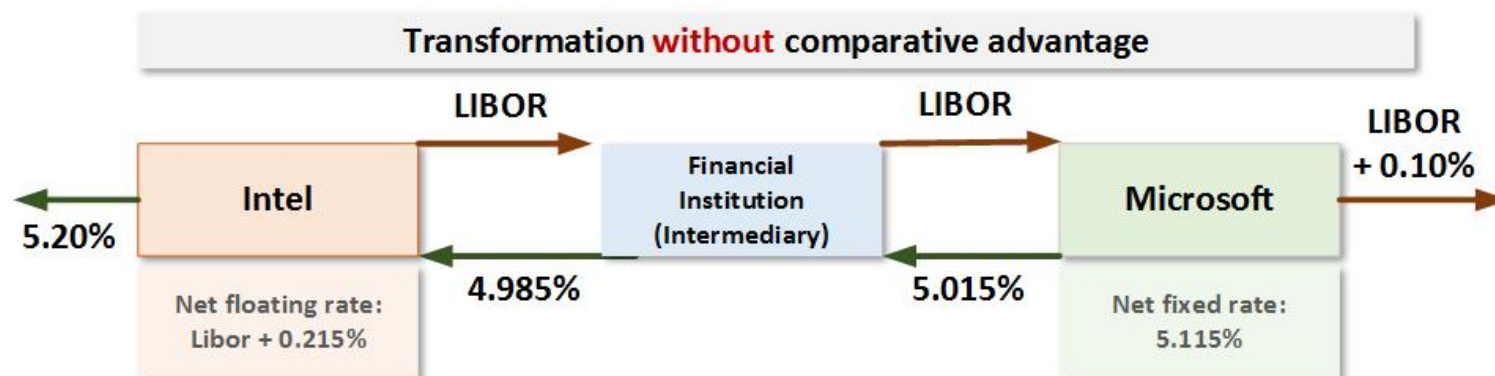 Transformation without comparative advantage
LIBOR
LIBOR
LIBOR
+ 0.10%
Intel
Financial
Institution
(Intermediary)
Microsoft
5.20%
4.985%
5.015%
Net floating rate:
Libor + 0.215%
Net fixed rate:
5.115%